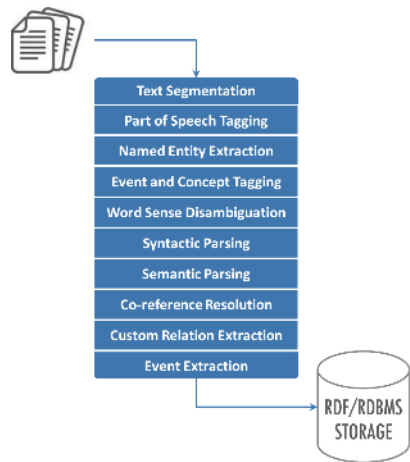 Text Segmentation
Part of Speech Tagging
Named Entity Extraction
Event and Concept Tagging
Word Sense Disambiguation
Syntactic Parsing
Semantic Parsing
Co-reference Resolution
Custom Relation Extraction
Event Extraction
RDF/RDBMS
STORAGE